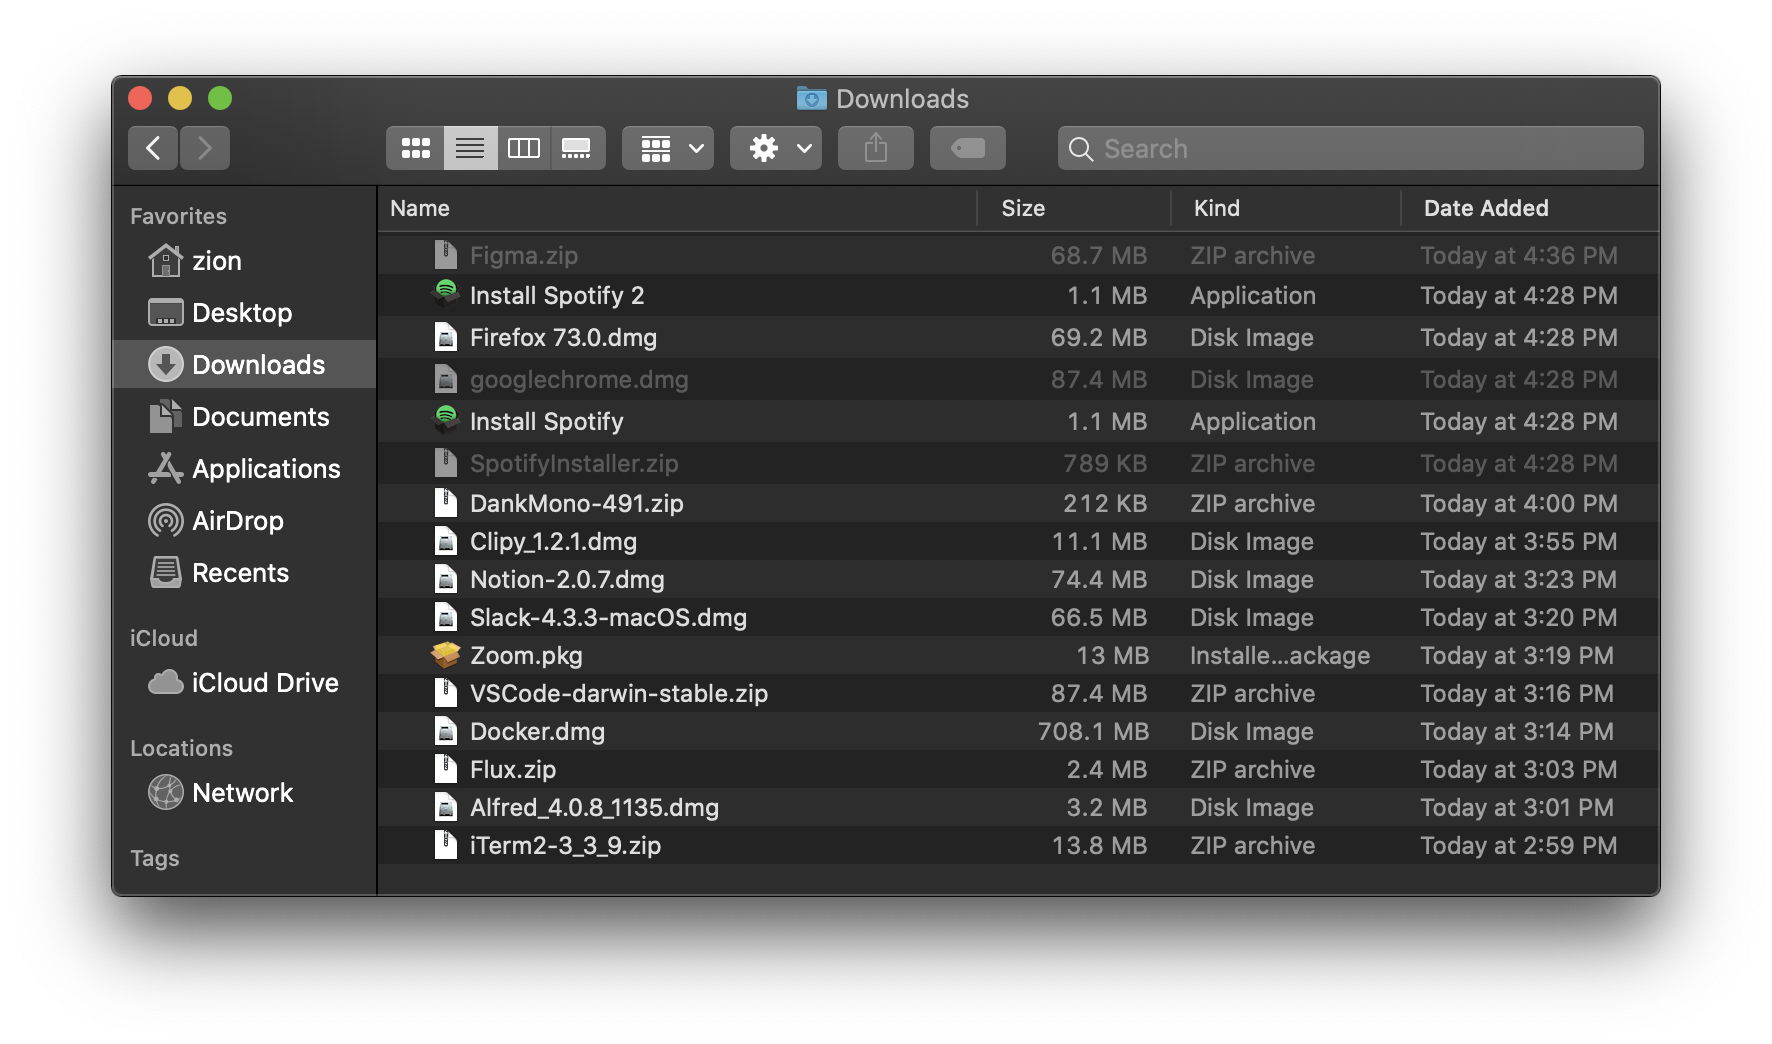 Downloads
Search
Favorites
zion
Desktop
Downloads
Documents
Applications
AirDrop
Recents
iCloud
iCloud Drive
Locations
Network
Tags
Name Size Kind Date Added
Figma.zip 68.7 MB ZIP archive Today at 4:36 PM
Install Spotify 2 1.1 MB Application Today at 4:28 PM
Firefox 73.0.dmg 69.2 MB Disk Image Today at 4:28 PM
googlechrome.dmg 87.4 MB Disk Image Today at 4:28 PM
Install Spotify 1.1 MB Application Today at 4:28 PM
SpotifyInstaller.zip 789 KB ZIP archive Today at 4:28 PM
DankMono-491.zip 212 KB ZIP archive Today at 4:00 PM
Clipy_1.2.1.dmg 11.1 MB Disk Image Today at 3:55 PM
Notion-2.0.7.dmg 74.4 MB Disk Image Today at 3:23 PM
Slack-4.3.3-macOS.dmg 66.5 MB Disk Image Today at 3:20 PM
Zoom.pkg 13 MB Installe...ackage Today at 3:19 PM
VSCode-darwin-stable.zip 87.4 MB ZIP archive Today at 3:16 PM
Docker.dmg 708.1 MB Disk Image Today at 3:14 PM
Flux.zip 2.4 MB ZIP archive Today at 3:03 PM
Alfred_4.0.8_1135.dmg 3.2 MB Disk Image Today at 3:01 PM
iTerm2-3_3_9.zip 13.8 MB ZIP archive Today at 2:59 PM